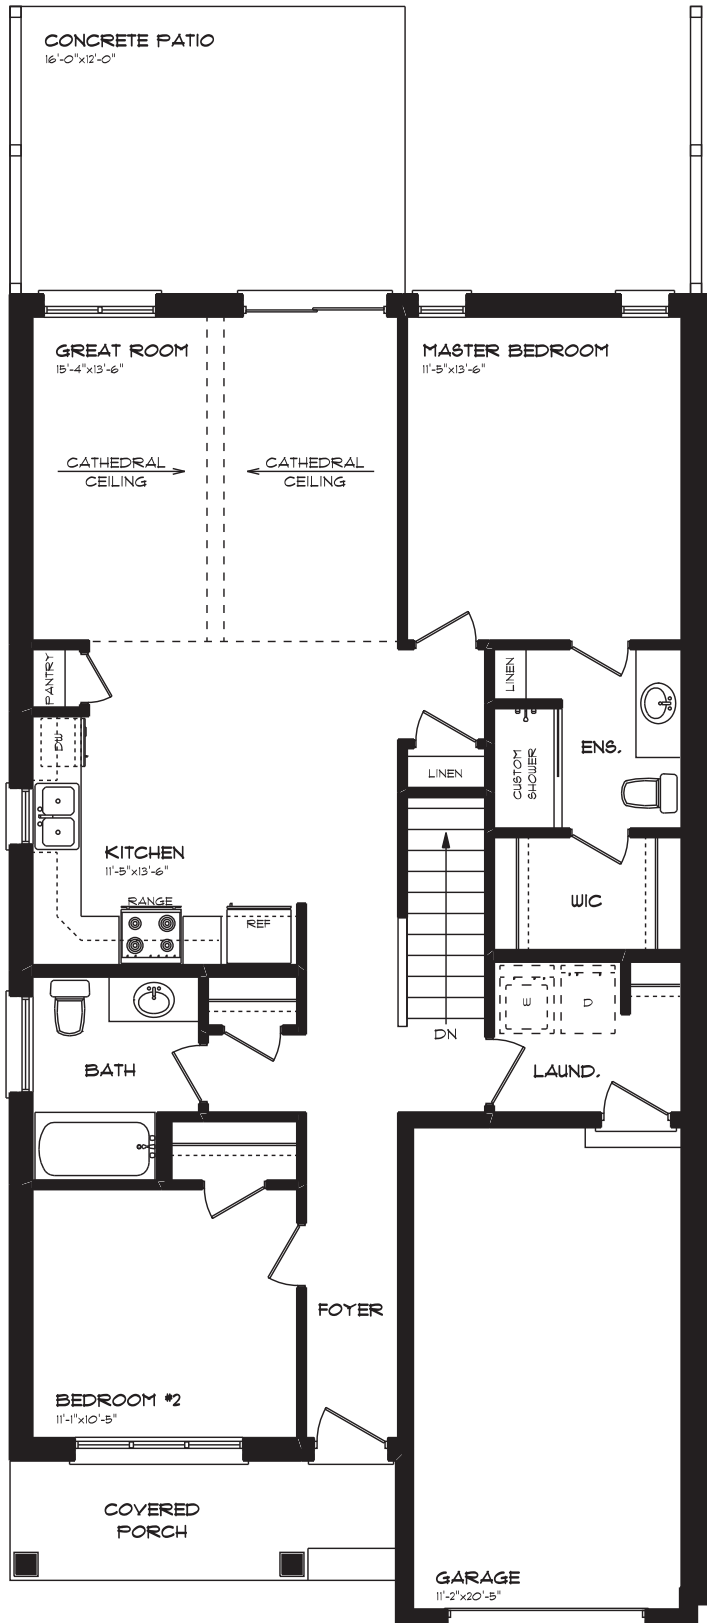 CONCRETE PATIO
16'-0"x12'-0"
GREAT ROOM
15'-4"x13'-6"
MASTER BEDROOM
11'-5"x13'-6"
CATHEDRAL
CEILING
CATHEDRAL
CEILING
PANTRY
LINEN
DW
ENS.
CUSTOM
SHOWER
LINEN
KITCHEN
11'-5"x13'-6"
RANGE
REF
WIC
W
D
DN
BATH
LAUND.
FOYER
BEDROOM #2
11'-1"x10'-5"
COVERED
PORCH
GARAGE
11'-2"x20'-5"